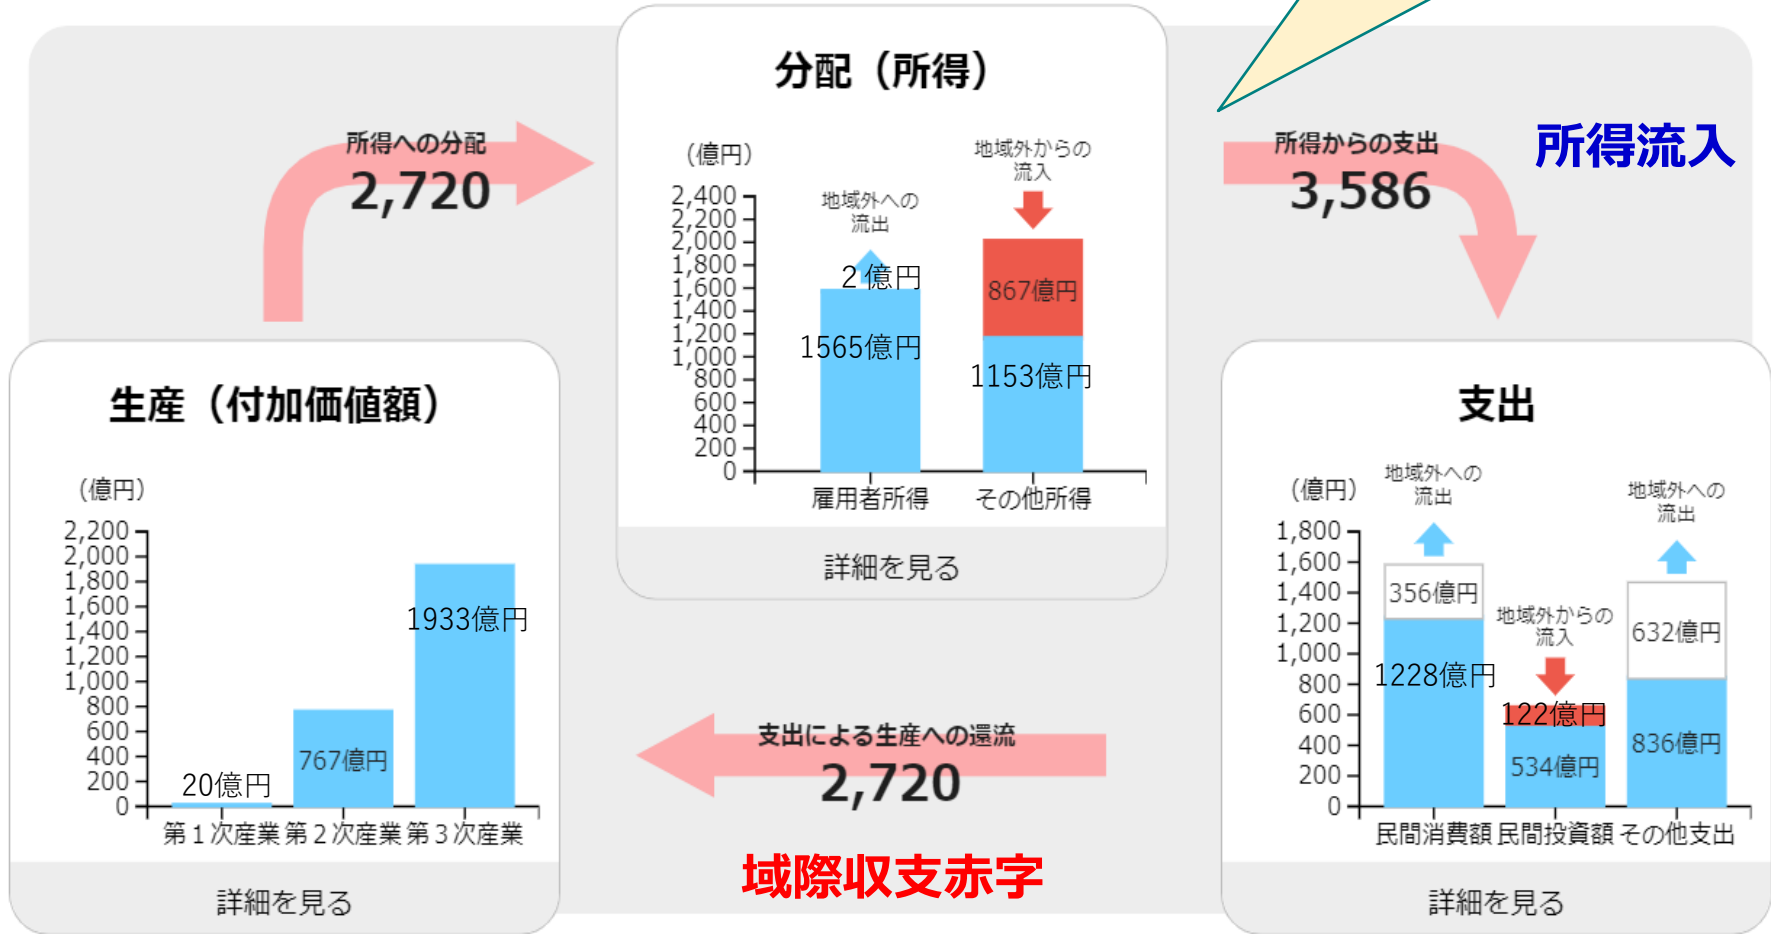 分配（所得）
所得への分配
2,720
（億円）
2,400
2,200
2,000
1,800
1,600
1,400
1,200
1,000
800
600
400
200
0
地域外への
流出
2億円
1565億円
地域外からの
流入
867億円
1153億円
雇用者所得
その他所得
詳細を見る
所得からの支出
3,586
所得流入
生産（付加価値額）
（億円）
2,200
2,000
1,800
1,600
1,400
1,200
1,000
800
600
400
200
0
20億円
767億円
1933億円
第１次産業
第２次産業
第３次産業
詳細を見る
支出による生産への還流
2,720
域際収支赤字
支出
（億円）
1,800
1,600
1,400
1,200
1,000
800
600
400
200
0
地域外への
流出
356億円
1228億円
地域外からの
流入
122億円
534億円
地域外への
流出
632億円
836億円
民間消費額
民間投資額
その他支出
詳細を見る